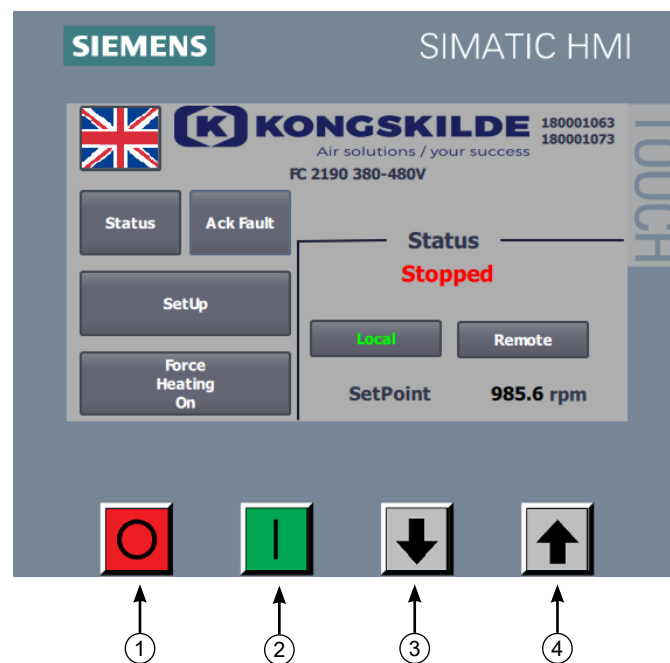 SIEMENS
SIMATIC HMI
TOUCH
K KONGSKILDE
Air solutions / your success
180001063
180001073
FC 2190 380-480V
Status
Ack Fault
SetUp
Force
Heating
On
Status
Stopped
Local
Remote
SetPoint 985.6 rpm
1
2
3
4